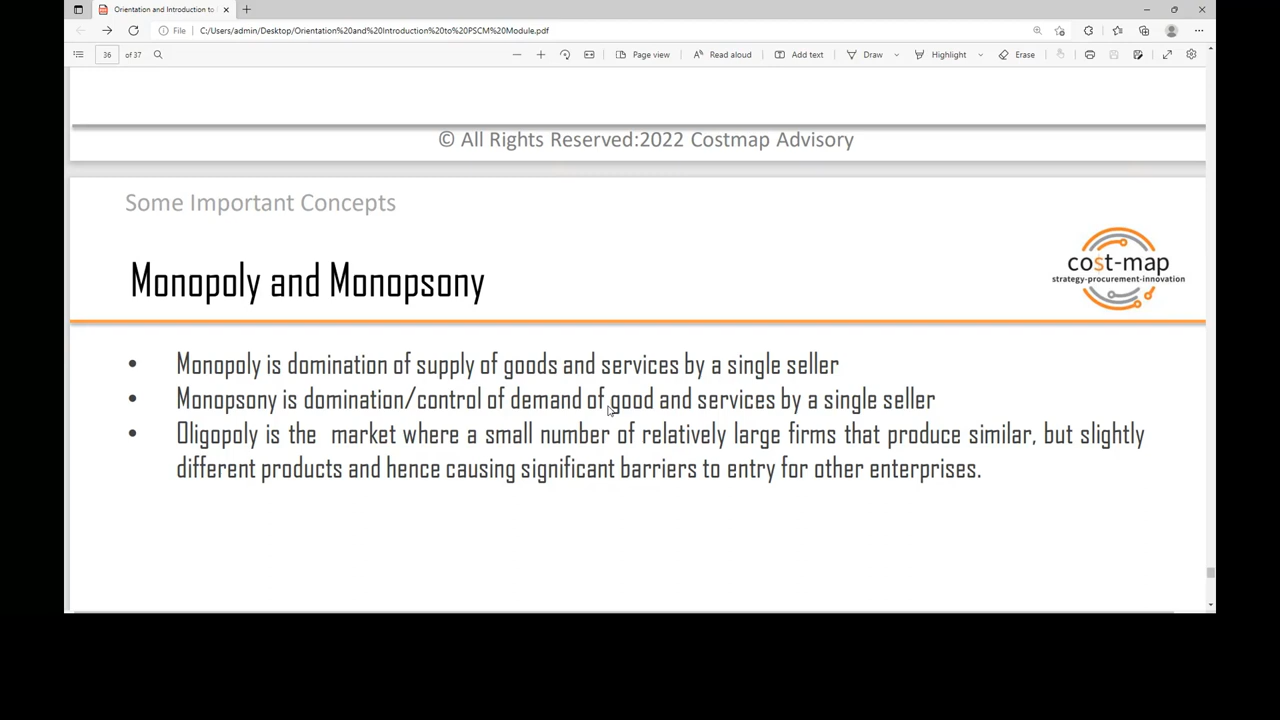 Orientation and Introduction to
File C:/Users/admin/Desktop/Orientation%20and%20Introduction%20to%20PSCM%20Module.pdf
36 of 37 Page view Read aloud Add text Draw Highlight Erase
© All Rights Reserved:2022 Costmap Advisory
Some Important Concepts
Monopoly and Monopsony
cost-map
strategy-procurement-innovation
• Monopoly is domination of supply of goods and services by a single seller
• Monopsony is domination/control of demand of good and services by a single seller
• Oligopoly is the market where a small number of relatively large firms that produce similar, but slightly
different products and hence causing significant barriers to entry for other enterprises.